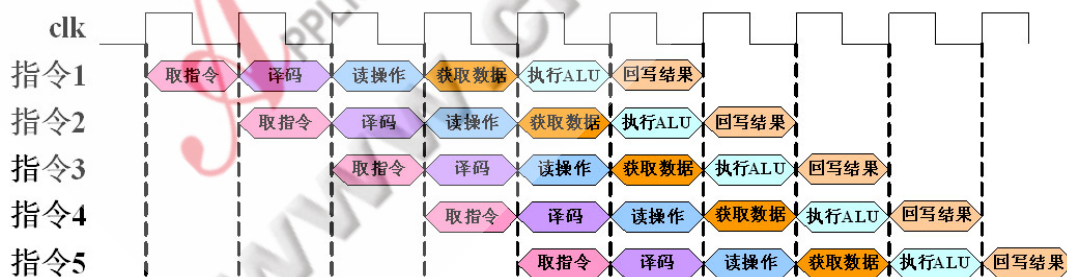 clk
指令1 取指令 译码 读操作 获取数据 执行ALU 回写结果
指令2 取指令 译码 读操作 获取数据 执行ALU 回写结果
指令3 取指令 译码 读操作 获取数据 执行ALU 回写结果
指令4 取指令 译码 读操作 获取数据 执行ALU 回写结果
指令5 取指令 译码 读操作 获取数据 执行ALU 回写结果